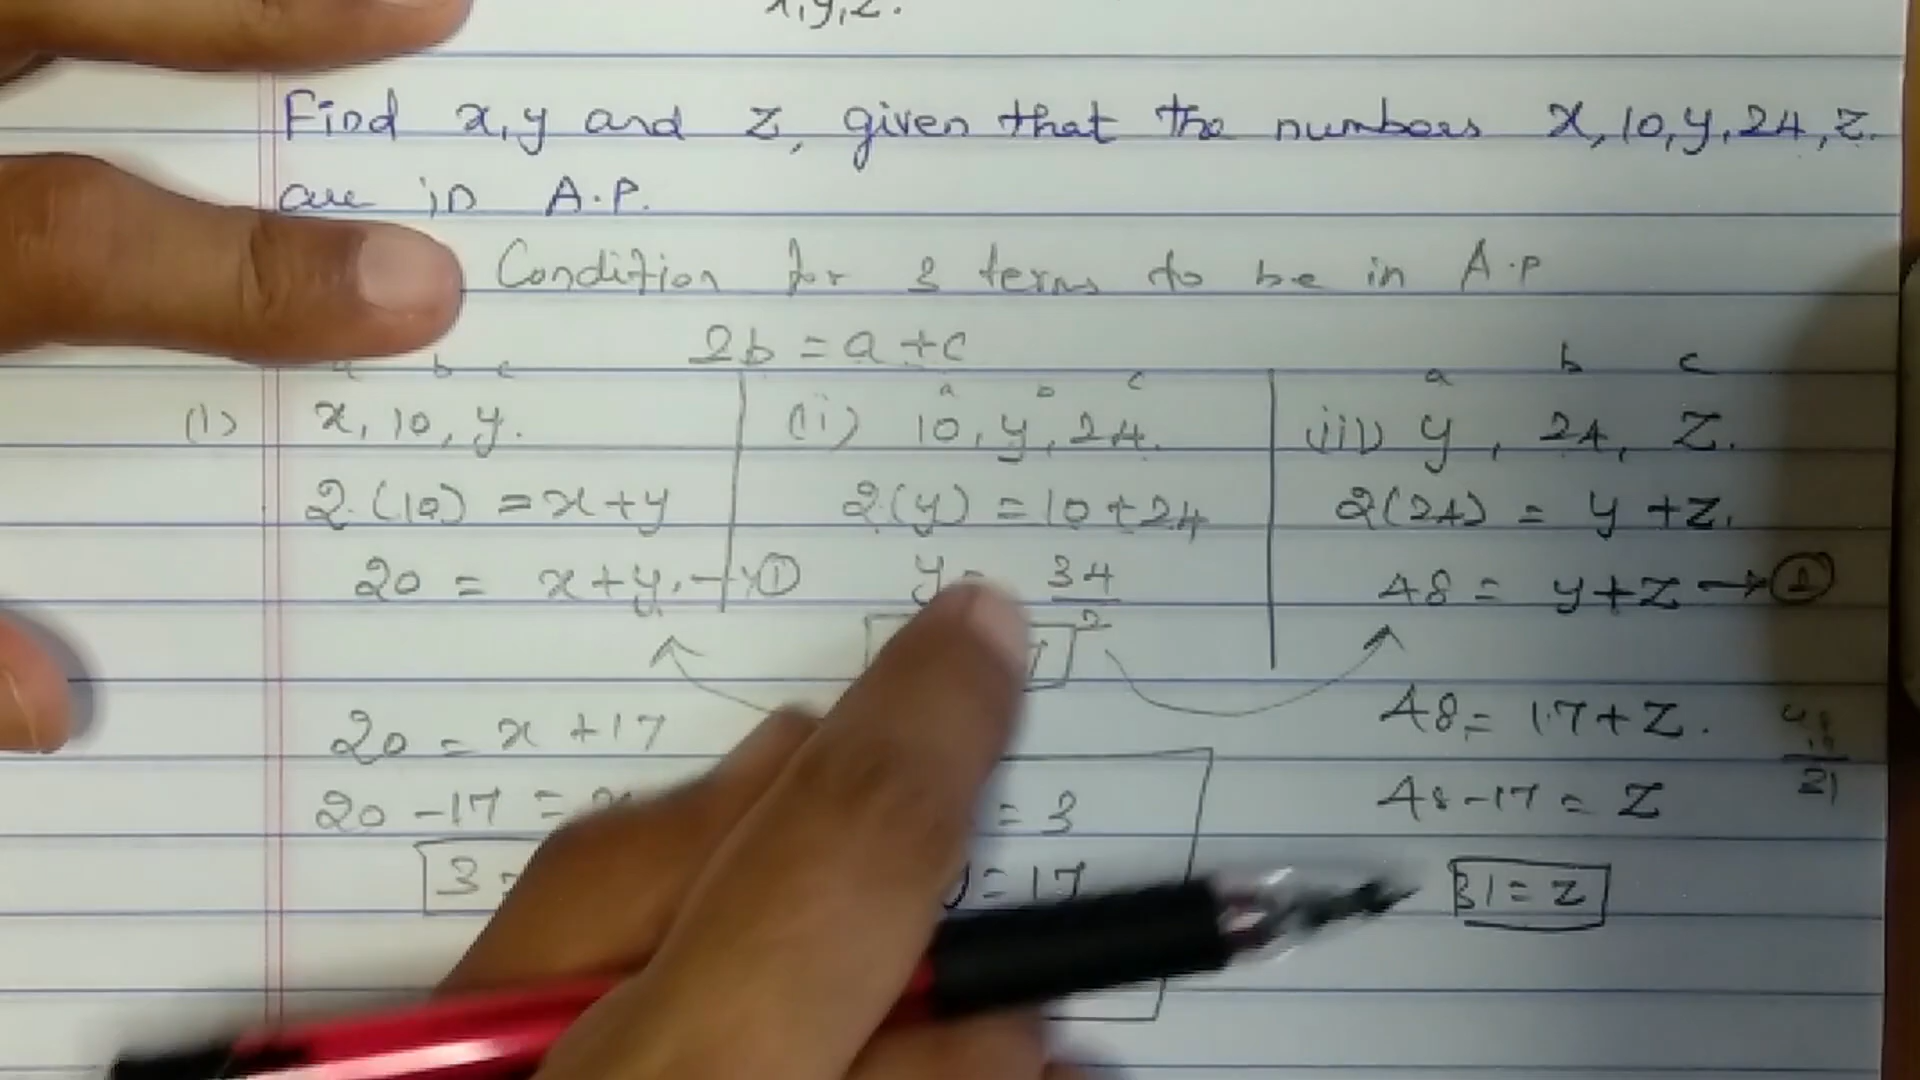 x,y,z.
Find x,y and z, given that the numbers x,10,y,24,z.
are in A.P.
Condition for 3 terms to be in A.P
2b = a+c
a b c
(i) x, 10, y.
2.(10) = x+y
20 = x+y. → ①
20 = x+17
20 - 17 = x
3 =
a b c
(ii) 10, y, 24.
2(y) = 10+24
y = 34/2
= 3
y = 17
a b c
(iii) y, 24, z.
2(24) = y+z.
48 = y+z → ②
48 = 17+z.
48-17 = z
31 = z
31